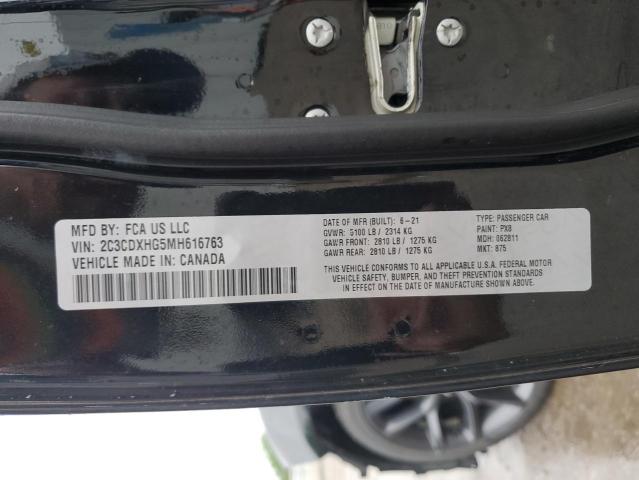 MFD BY: FCA US LLC
VIN: 2C3CDXHG5MH616763
VEHICLE MADE IN: CANADA
DATE OF MFR (BUILT): 6-21
GVWR: 5100 LB / 2314 KG
GAWR FRONT: 2810 LB / 1275 KG
GAWR REAR: 2810 LB / 1275 KG
TYPE: PASSENGER CAR
PAINT: PX8
MDH: 062811
MKT: 875
THIS VEHICLE CONFORMS TO ALL APPLICABLE U.S.A. FEDERAL MOTOR
VEHICLE SAFETY, BUMPER, AND THEFT PREVENTION STANDARDS
IN EFFECT ON THE DATE OF MANUFACTURE SHOWN ABOVE.